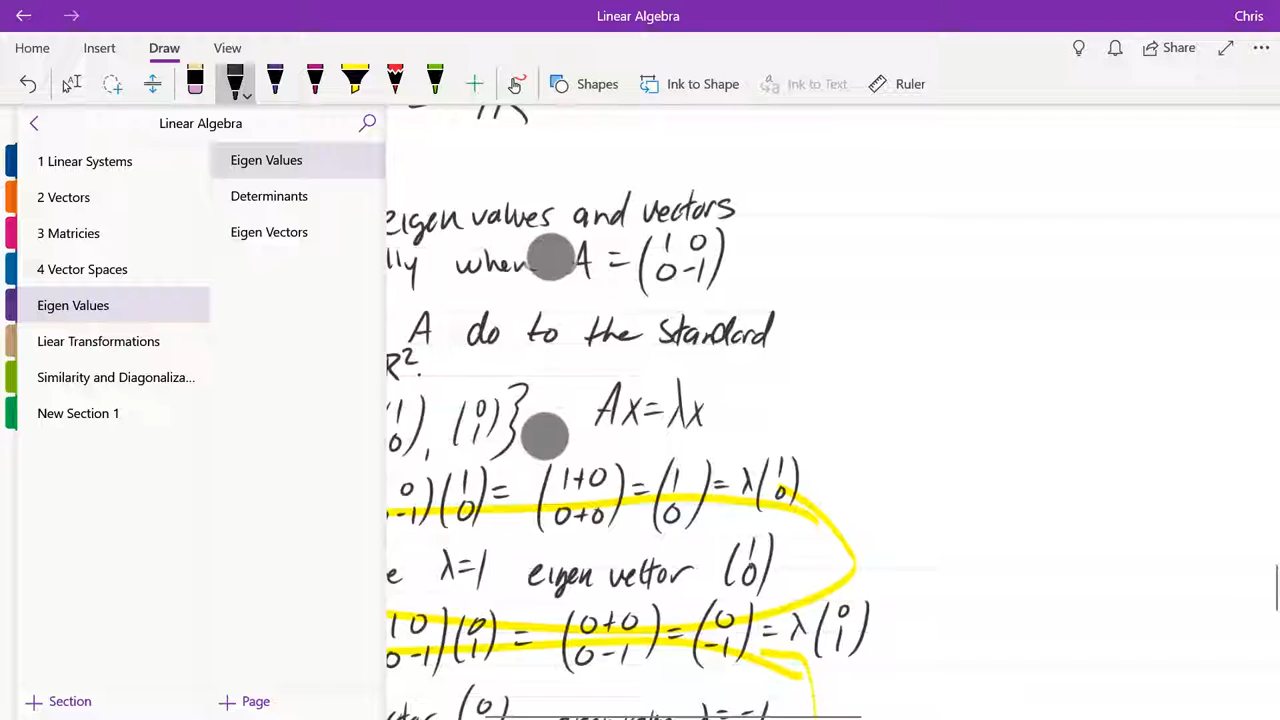 Linear Algebra
Chris
Home Insert Draw View
Share
Shapes Ink to Shape Ink to Text Ruler
Linear Algebra
1 Linear Systems
2 Vectors
3 Matricies
4 Vector Spaces
Eigen Values
Liear Transformations
Similarity and Diagonaliza...
New Section 1
Section
Eigen Values
Determinants
Eigen Vectors
Page
= IR
eigen values and vectors
lly when A = (1 0
0 -1)
A do to the standard
R².
1
0), (0
1)} Ax=λx
0
-1)(1
0) = (1+0
0+0) = (1
0) = λ(1
0)
e λ=1 eigen vector (1
0)
1 0
0 -1)(0
1) = (0+0
0-1) = (0
-1) = λ(0
1)
(0 eigen value λ=-1